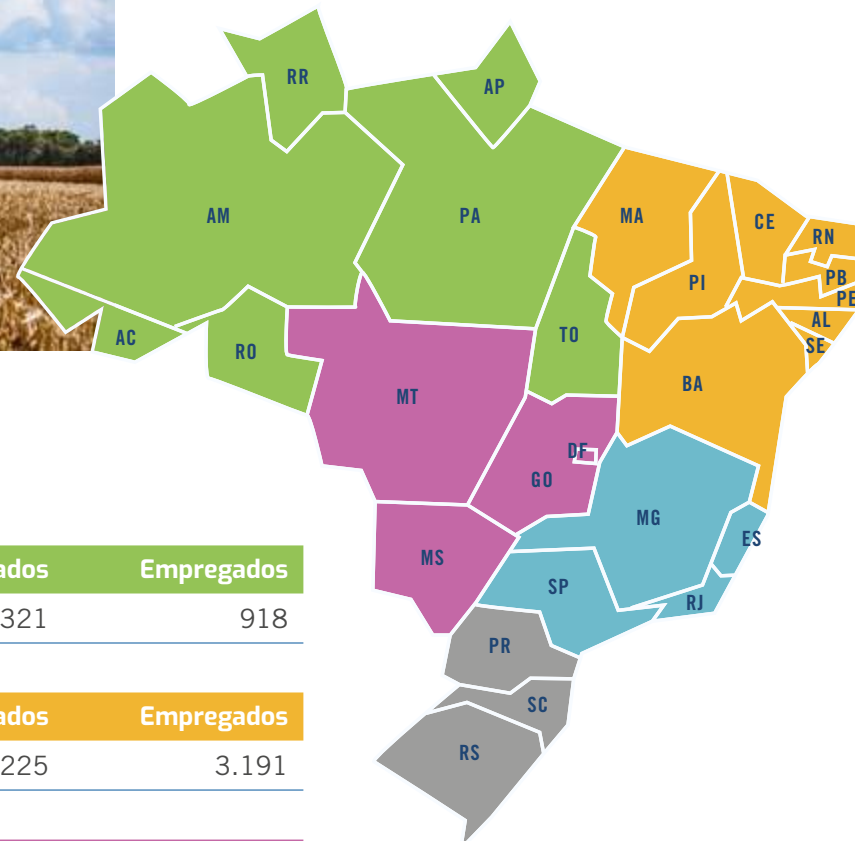 RR
AP
AM
PA
MA
CE
RN
PI
PB
PE
AL
SE
AC
RO
TO
MT
BA
DF
GO
MG
ES
MS
SP
RJ
PR
SC
RS
ados Empregados
321 918
ados Empregados
225 3.191